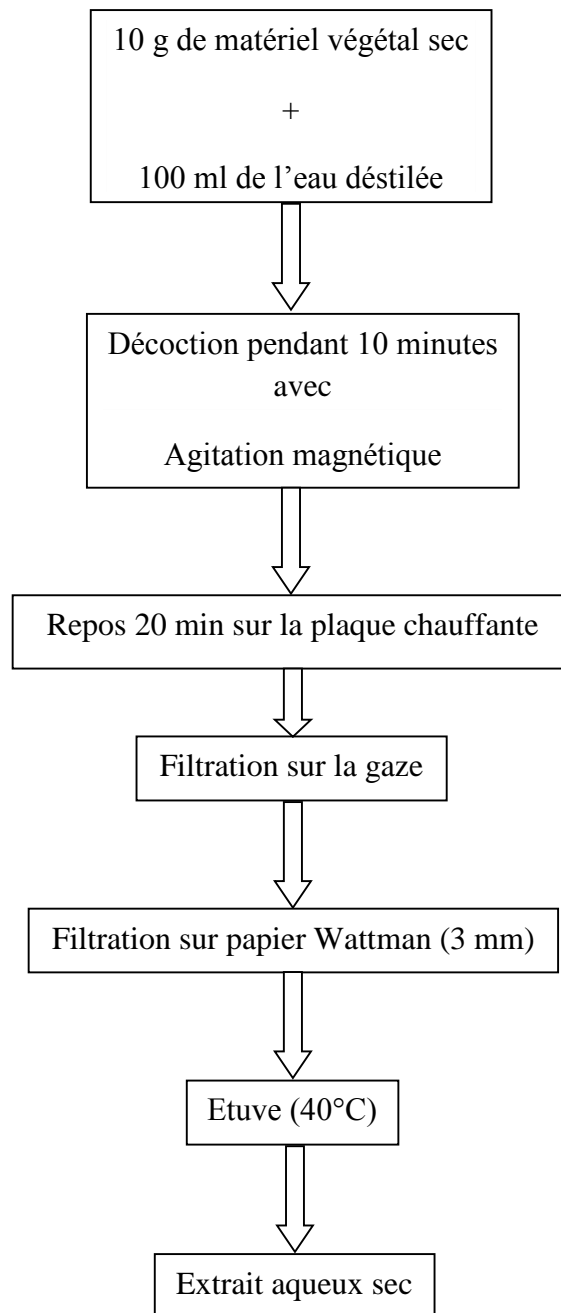 10 g de matériel végétal sec
+
100 ml de l’eau déstilée
Décoction pendant 10 minutes
avec
Agitation magnétique
Repos 20 min sur la plaque chauffante
Filtration sur la gaze
Filtration sur papier Wattman (3 mm)
Etuve (40°C)
Extrait aqueux sec